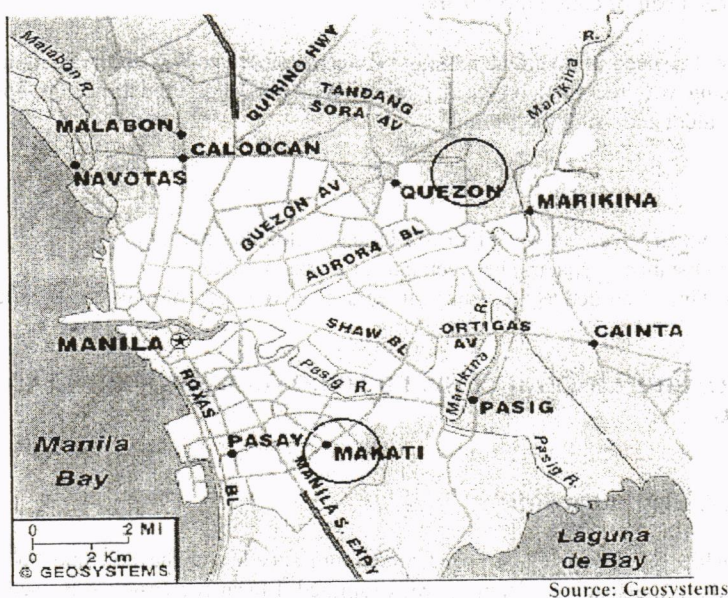 Malabon R.
QUIRINO HWY
TANDANG
SORA AV
Marikina R.
MALABON
CALOOCAN
NAVOTAS
QUEZON
QUEZON AV
MARIKINA
AURORA BL
MANILA
SHAW BL
ORTIGAS
AV
CAINTA
Marikina R.
Pasig R.
ROXAS BL
PASIG
PASAY
MAKATI
Manila
Bay
MANILA S. EXPY
Pasig R.
Laguna
de Bay
0 2 MI
0 2 Km
© GEOSYSTEMS
Source: Geosystems